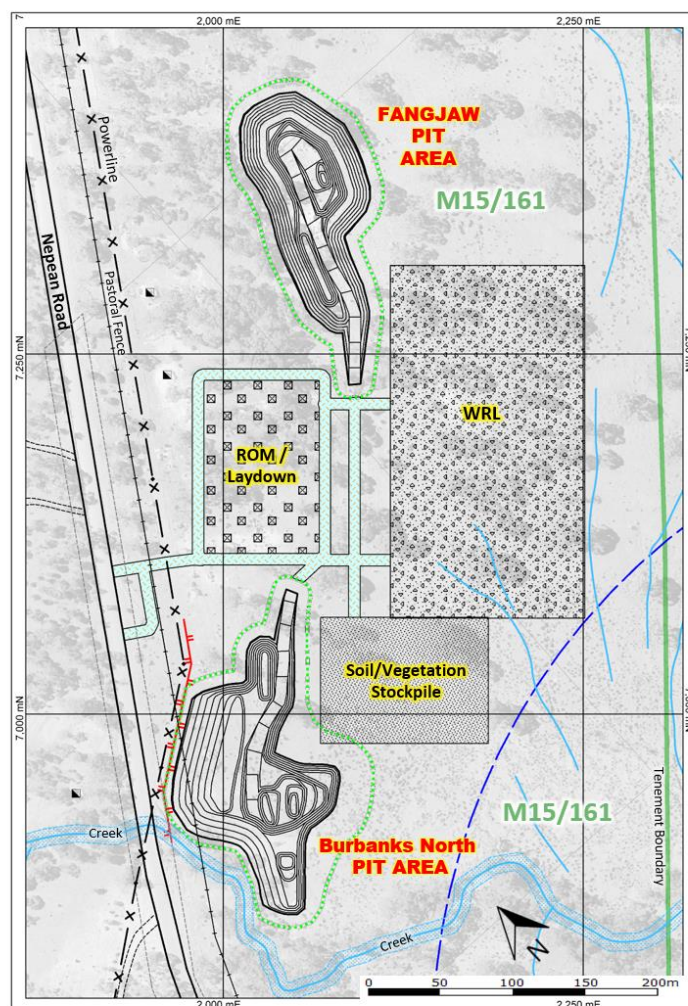 7
2,000 mE
2,250 mE
FANGJAW
PIT
AREA
Powerline
M15/161
Nepean Road
Pastoral Fence
7,250 mN
WRL
ROM /
Laydown
Soil/Vegetation
Stockpile
7,000 mN
M15/161
Tenement Boundary
Creek
Burbanks North
PIT AREA
Creek
N
0 50 100 150 200m
2,000 mE
2,250 mE